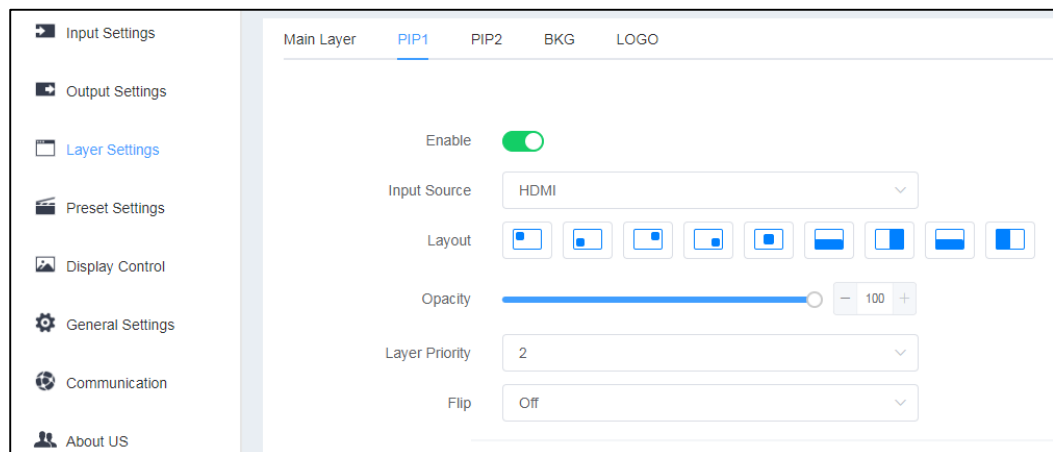 Input Settings
Output Settings
Layer Settings
Preset Settings
Display Control
General Settings
Communication
About US
Main Layer PIP1 PIP2 BKG LOGO
Enable
Input Source HDMI
Layout
Opacity − 100 +
Layer Priority 2
Flip Off